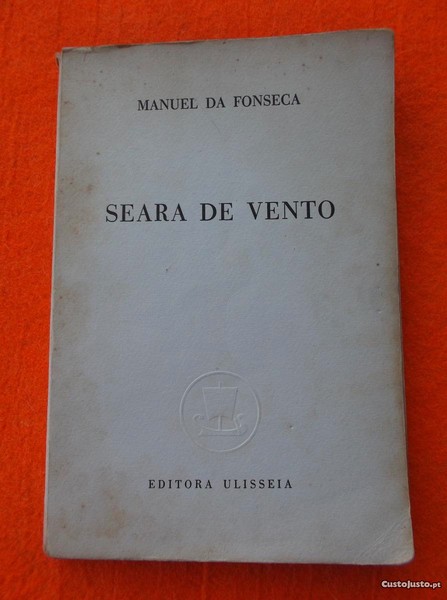 MANUEL DA FONSECA
SEARA DE VENTO
EDITORA ULISSEIA
CustoJusto.pt